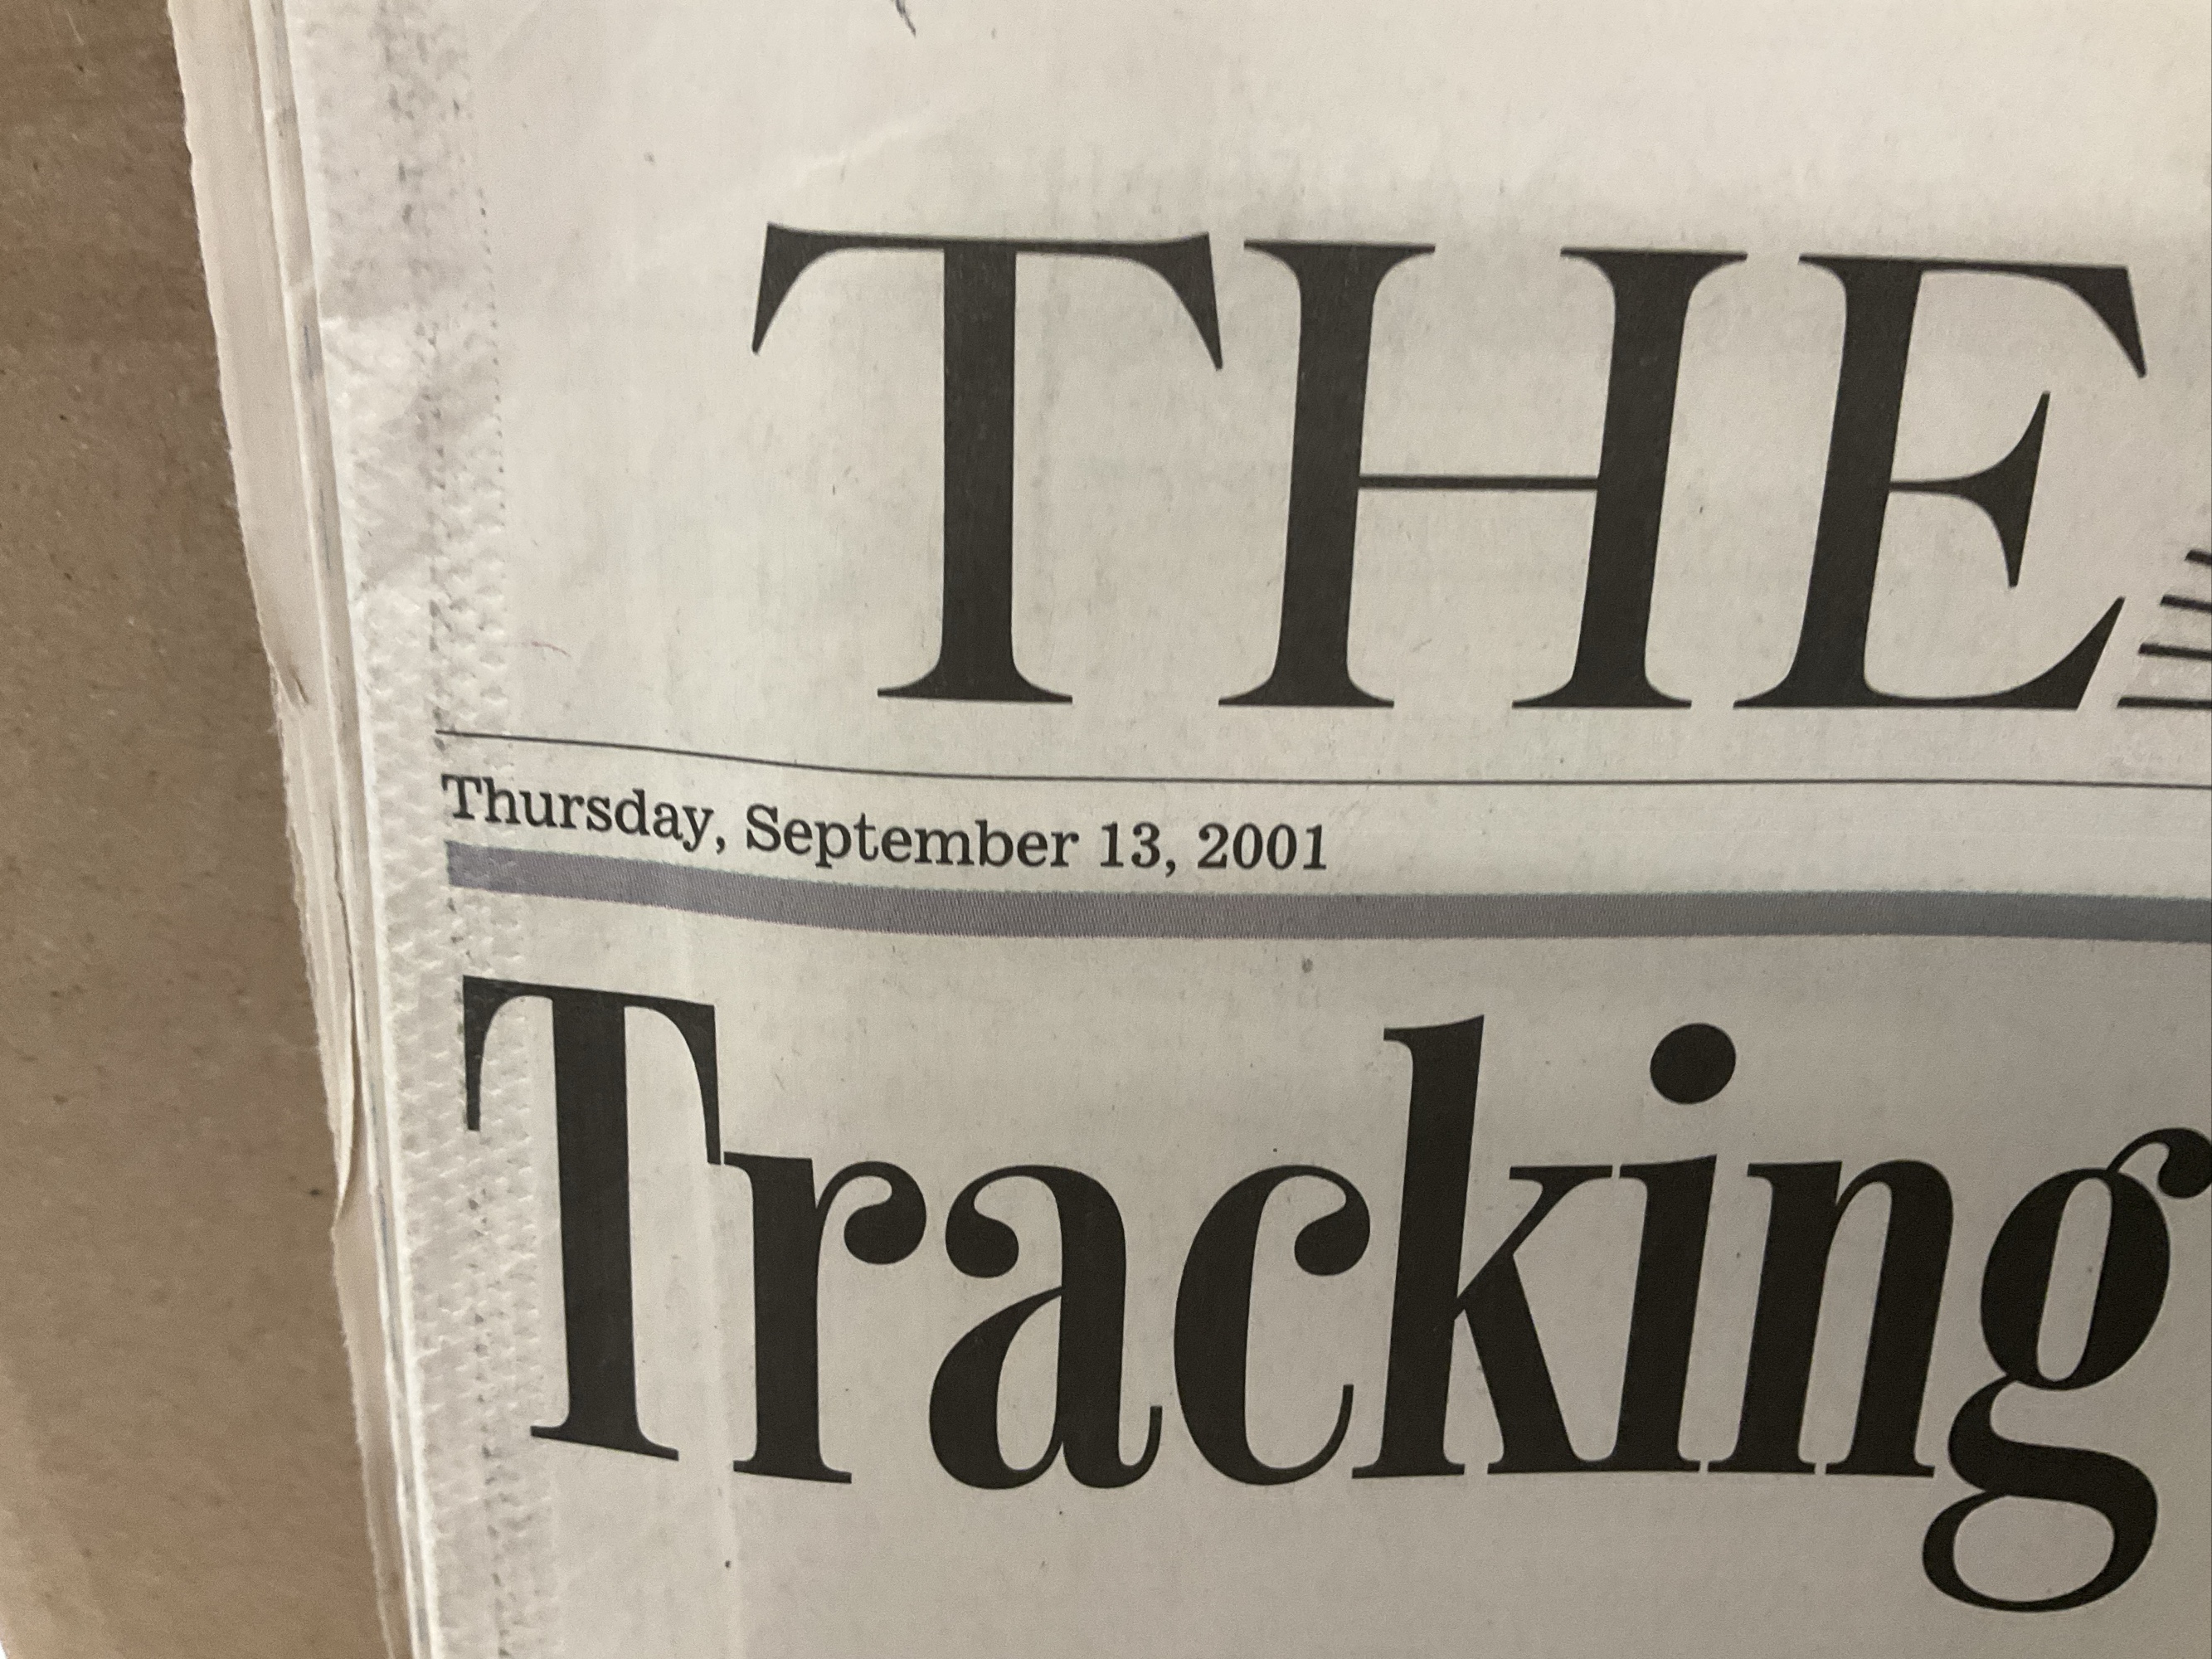 THE
Thursday, September 13, 2001
Tracking